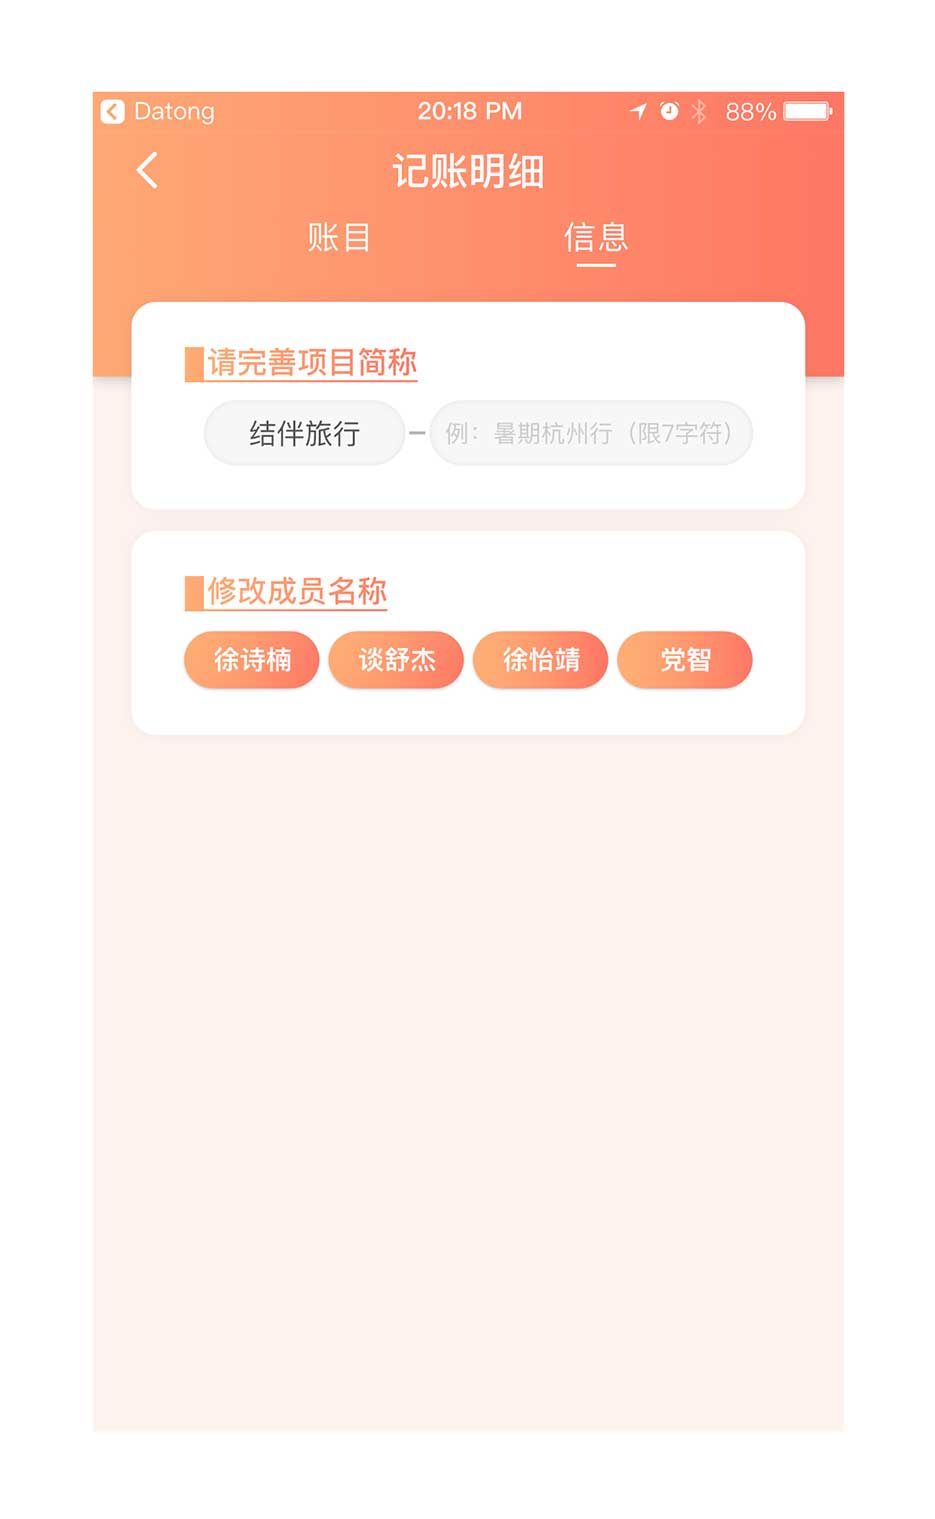 Datong 20:18 PM 88%
记账明细
账目 信息
请完善项目简称
结伴旅行 - 例：暑期杭州行（限7字符）
修改成员名称
徐诗楠 谈舒杰 徐怡靖 党智